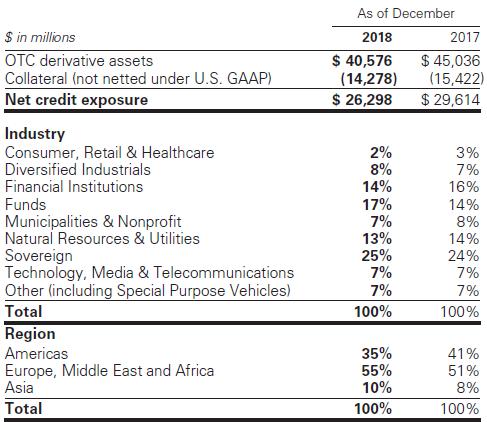 As of December
$ in millions 2018 2017
OTC derivative assets $ 40,576 $ 45,036
Collateral (not netted under U.S. GAAP) (14,278) (15,422)
Net credit exposure $ 26,298 $ 29,614
Industry
Consumer, Retail & Healthcare 2% 3%
Diversified Industrials 8% 7%
Financial Institutions 14% 16%
Funds 17% 14%
Municipalities & Nonprofit 7% 8%
Natural Resources & Utilities 13% 14%
Sovereign 25% 24%
Technology, Media & Telecommunications 7% 7%
Other (including Special Purpose Vehicles) 7% 7%
Total 100% 100%
Region
Americas 35% 41%
Europe, Middle East and Africa 55% 51%
Asia 10% 8%
Total 100% 100%